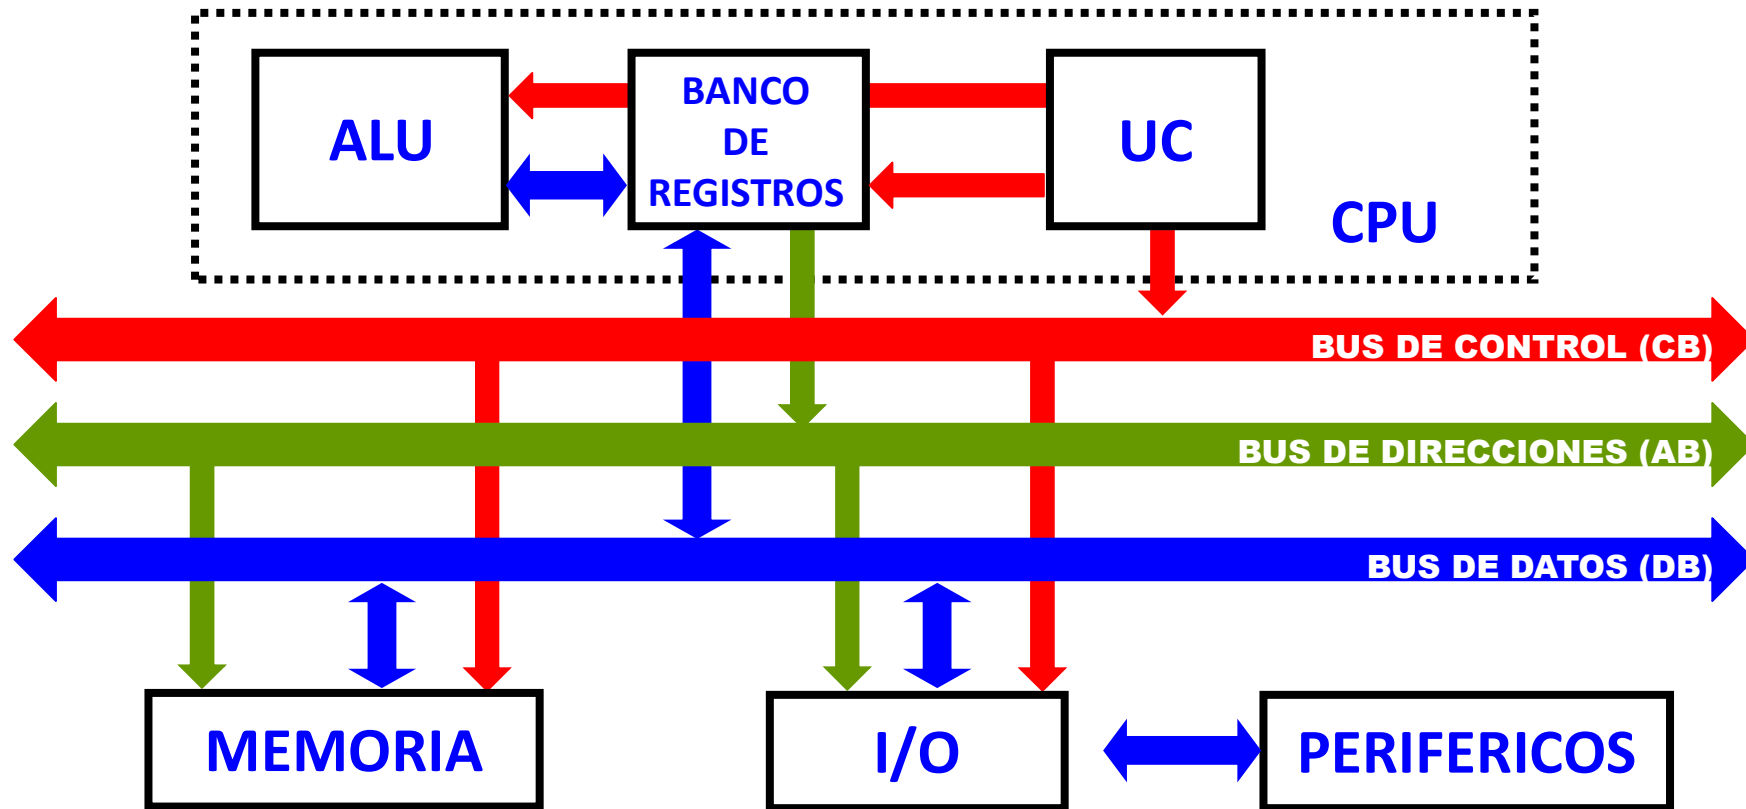 ALU
BANCO
DE
REGISTROS
UC
CPU
BUS DE CONTROL (CB)
BUS DE DIRECCIONES (AB)
BUS DE DATOS (DB)
MEMORIA
I/O
PERIFERICOS